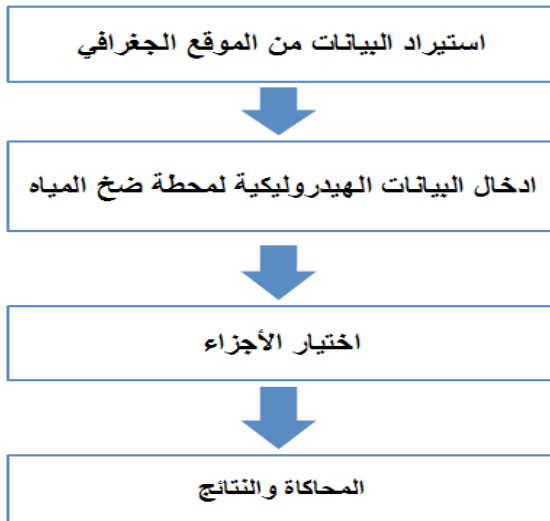 استيراد البيانات من الموقع الجغرافي
ادخال البيانات الهيدروليكية لمحطة ضخ المياه
اختيار الأجزاء
المحاكاة والنتائج